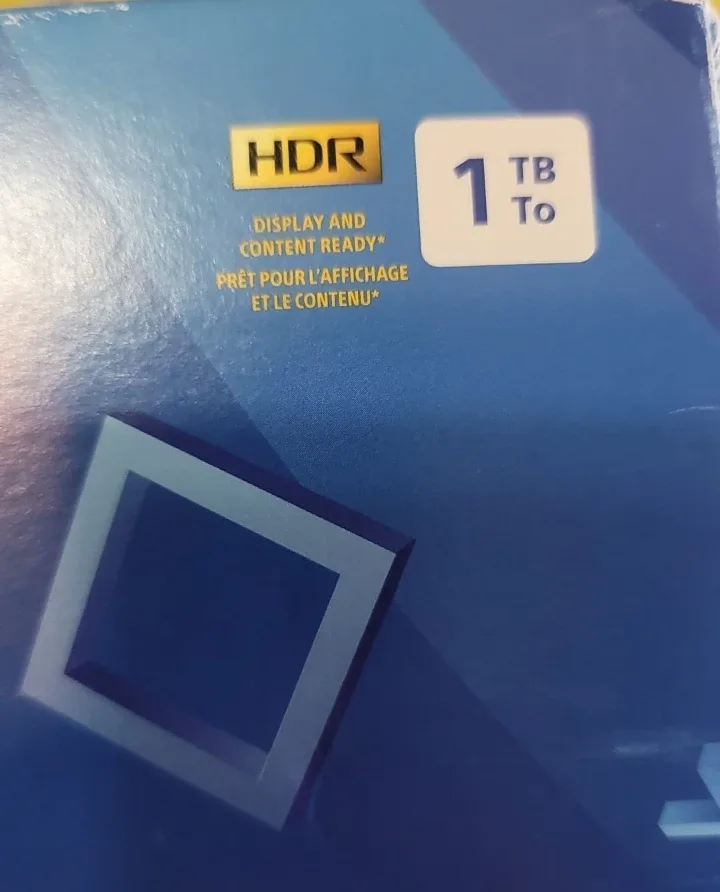 HDR
DISPLAY AND
CONTENT READY*
PRÊT POUR L'AFFICHAGE
ET LE CONTENU*
1 TB
To